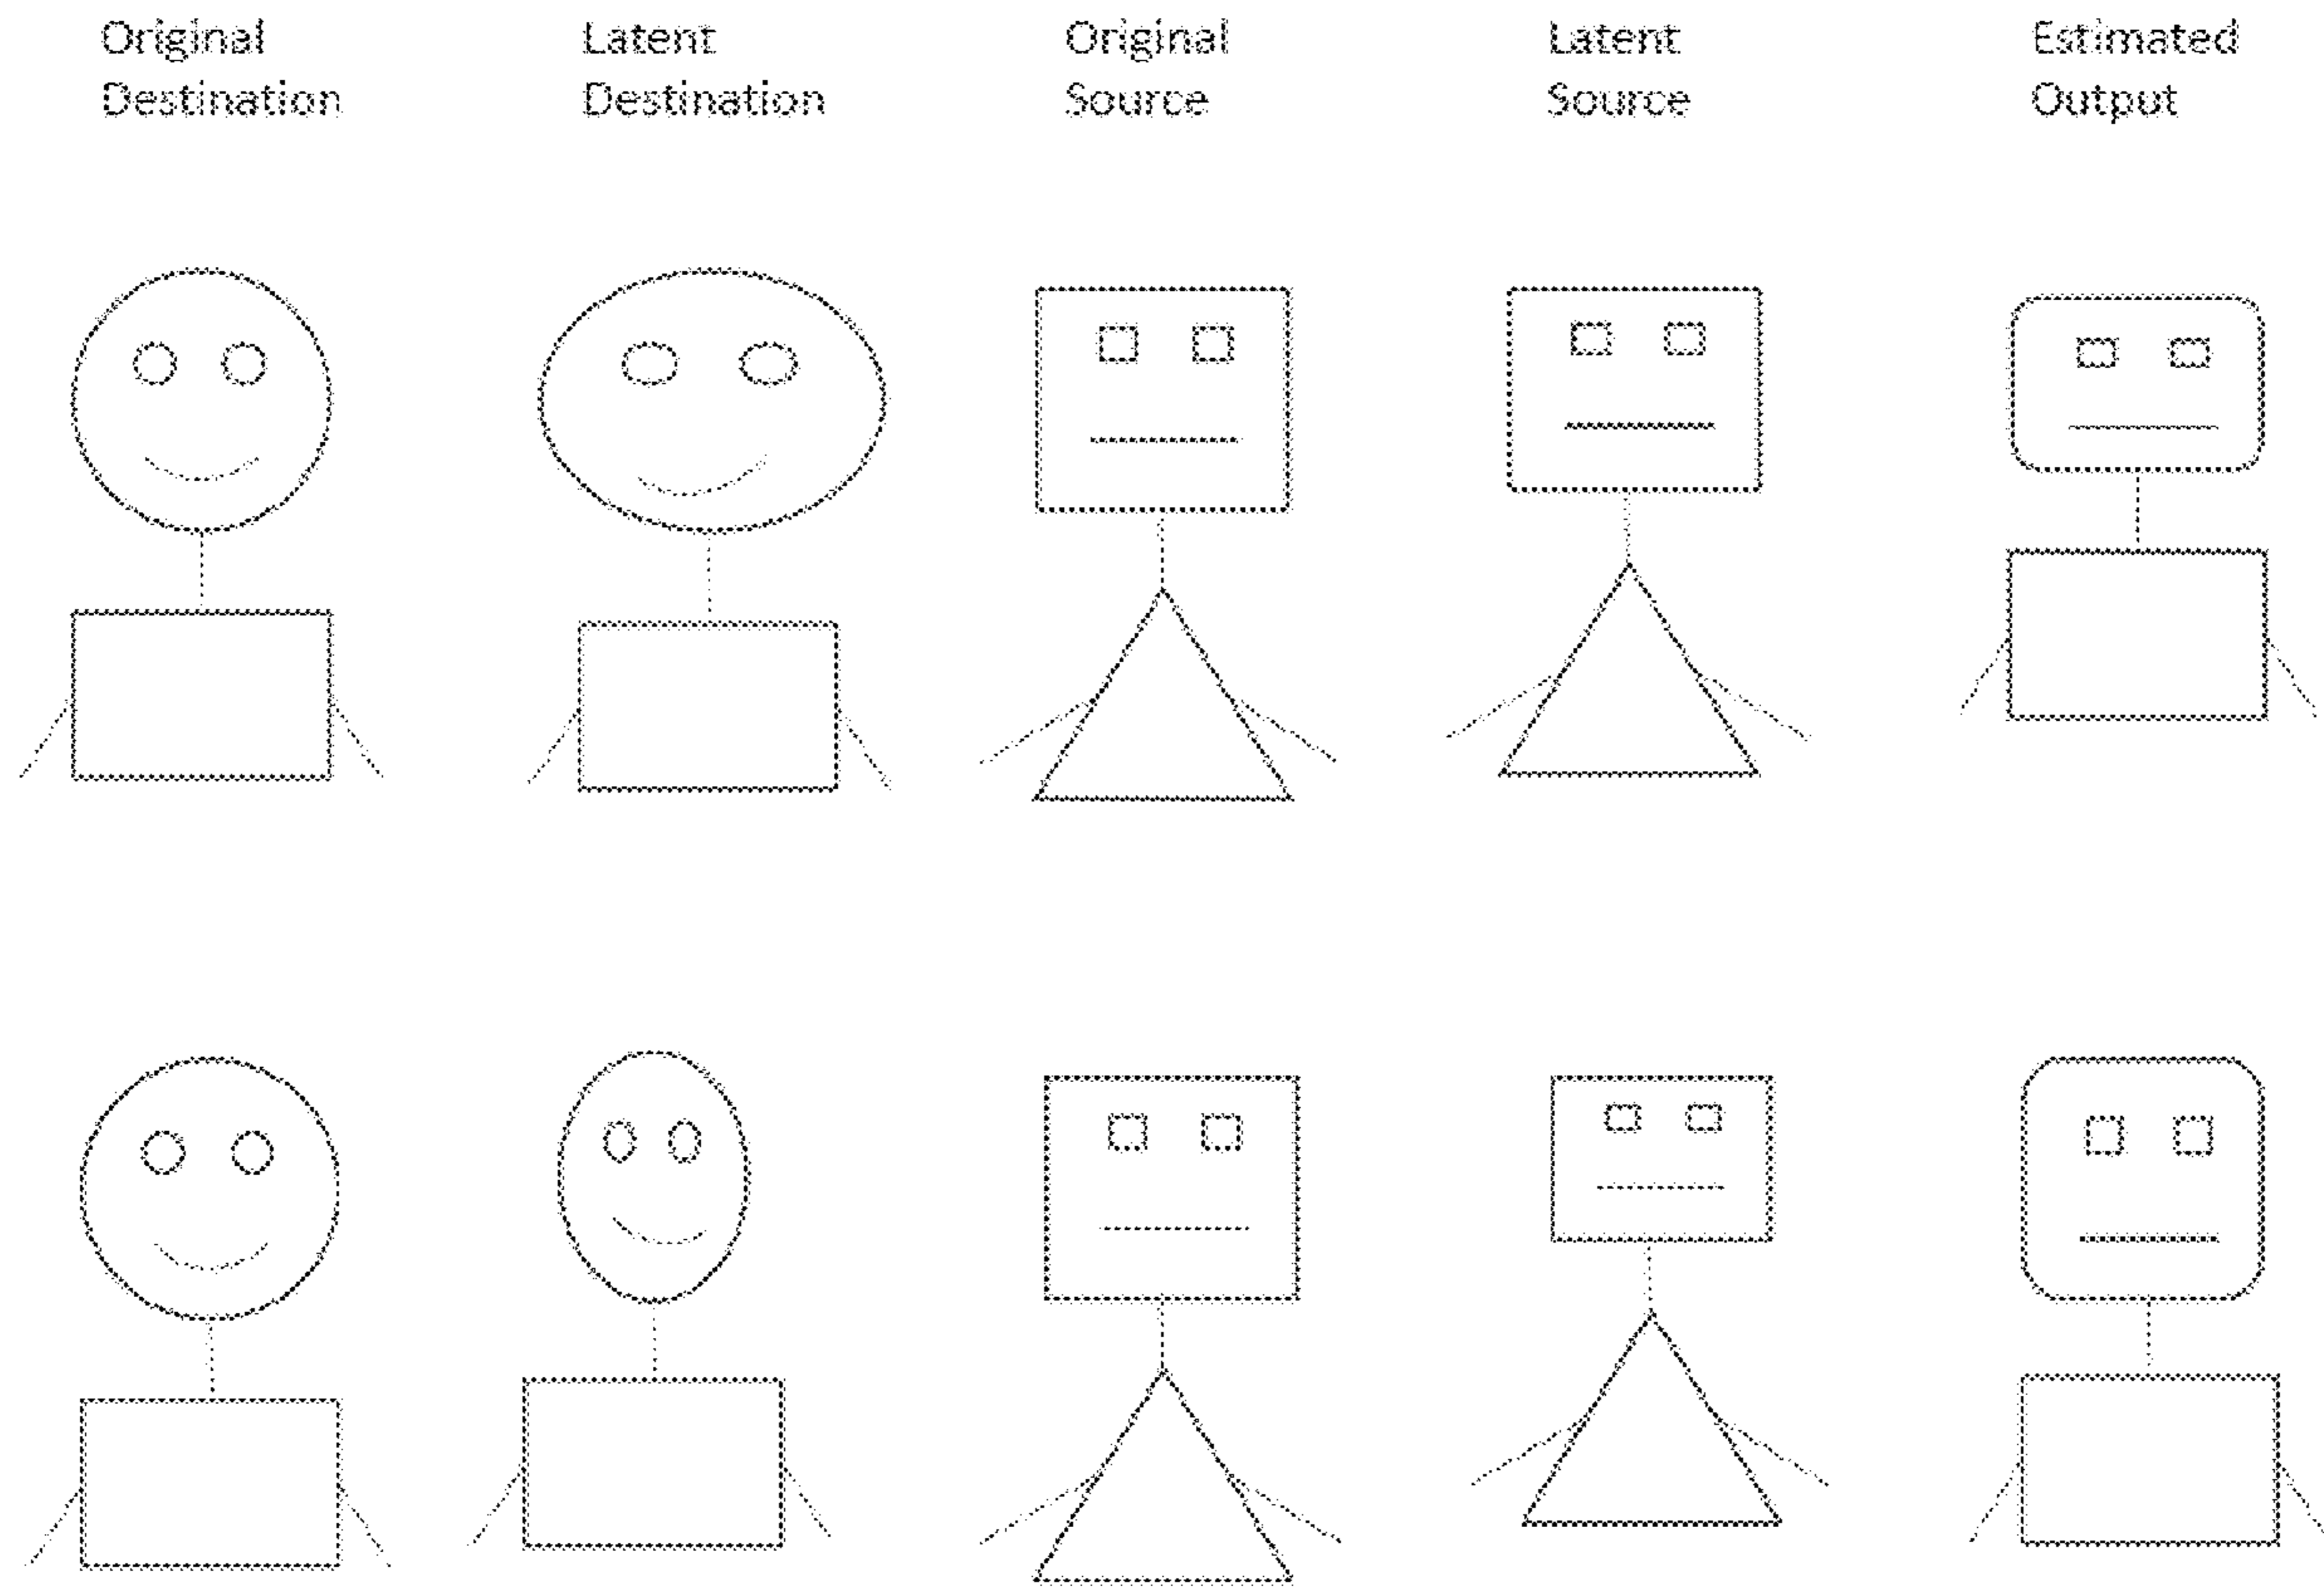 Original
Destination
Latent
Destination
Original
Source
Latent
Source
Estimated
Output